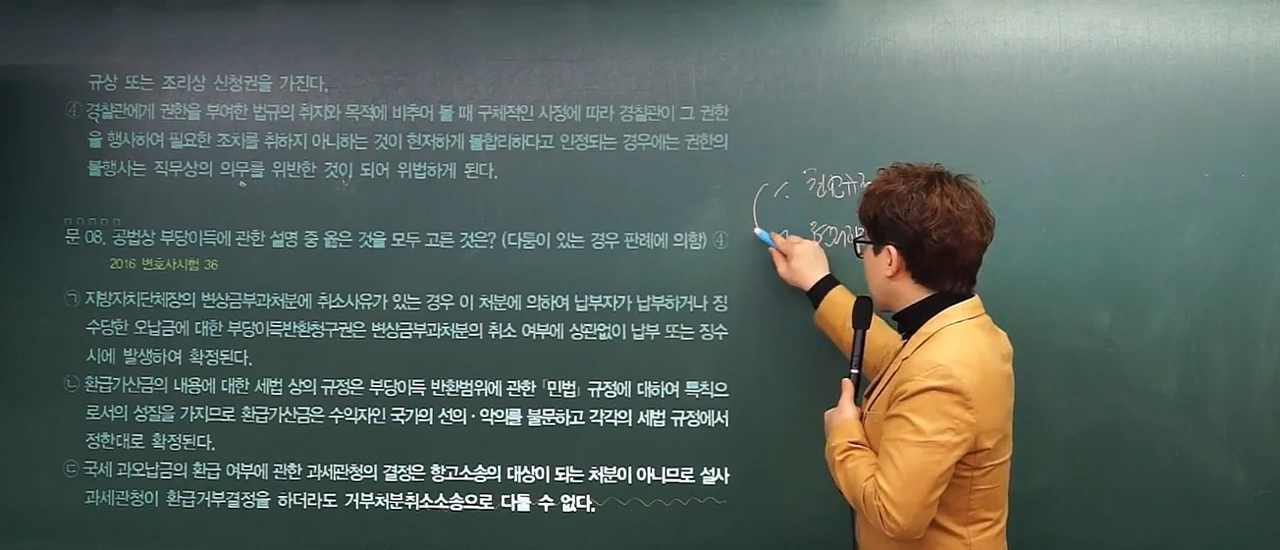 규상 또는 조리상 신청권을 가진다.
④ 경찰관에게 권한을 부여한 법규의 취지와 목적에 비추어 볼 때 구체적인 사정에 따라 경찰관이 그 권한
을 행사하여 필요한 조치를 취하지 아니하는 것이 현저하게 불합리하다고 인정되는 경우에는 권한의
불행사는 직무상의 의무를 위반한 것이 되어 위법하게 된다.
문 08. 공법상 부당이득에 관한 설명 중 옳은 것을 모두 고른 것은? (다툼이 있는 경우 판례에 의함) ④
2016 변호사시험 36
㉠ 지방자치단체장의 변상금부과처분에 취소사유가 있는 경우 이 처분에 의하여 납부자가 납부하거나 징
수당한 오납금에 대한 부당이득반환청구권은 변상금부과처분의 취소 여부에 상관없이 납부 또는 징수
시에 발생하여 확정된다.
㉡ 환급가산금의 내용에 대한 세법 상의 규정은 부당이득 반환범위에 관한 「민법」 규정에 대하여 특칙으
로서의 성질을 가지므로 환급가산금은 수익자인 국가의 선의·악의를 불문하고 각각의 세법 규정에서
정한대로 확정된다.
㉢ 국세 과오납금의 환급 여부에 관한 과세관청의 결정은 항고소송의 대상이 되는 처분이 아니므로 설사
과세관청이 환급거부결정을 하더라도 거부처분취소소송으로 다툴 수 없다.